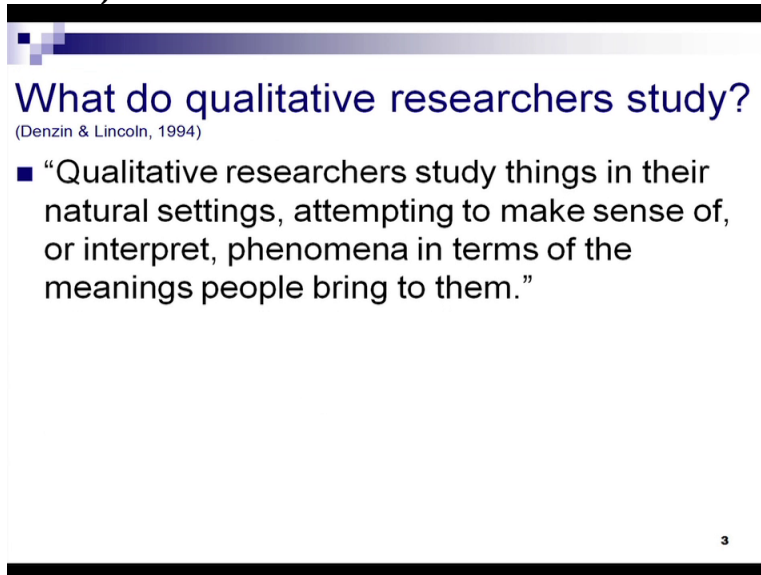 What do qualitative researchers study?
(Denzin & Lincoln, 1994)
“Qualitative researchers study things in their
natural settings, attempting to make sense of,
or interpret, phenomena in terms of the
meanings people bring to them.”
3